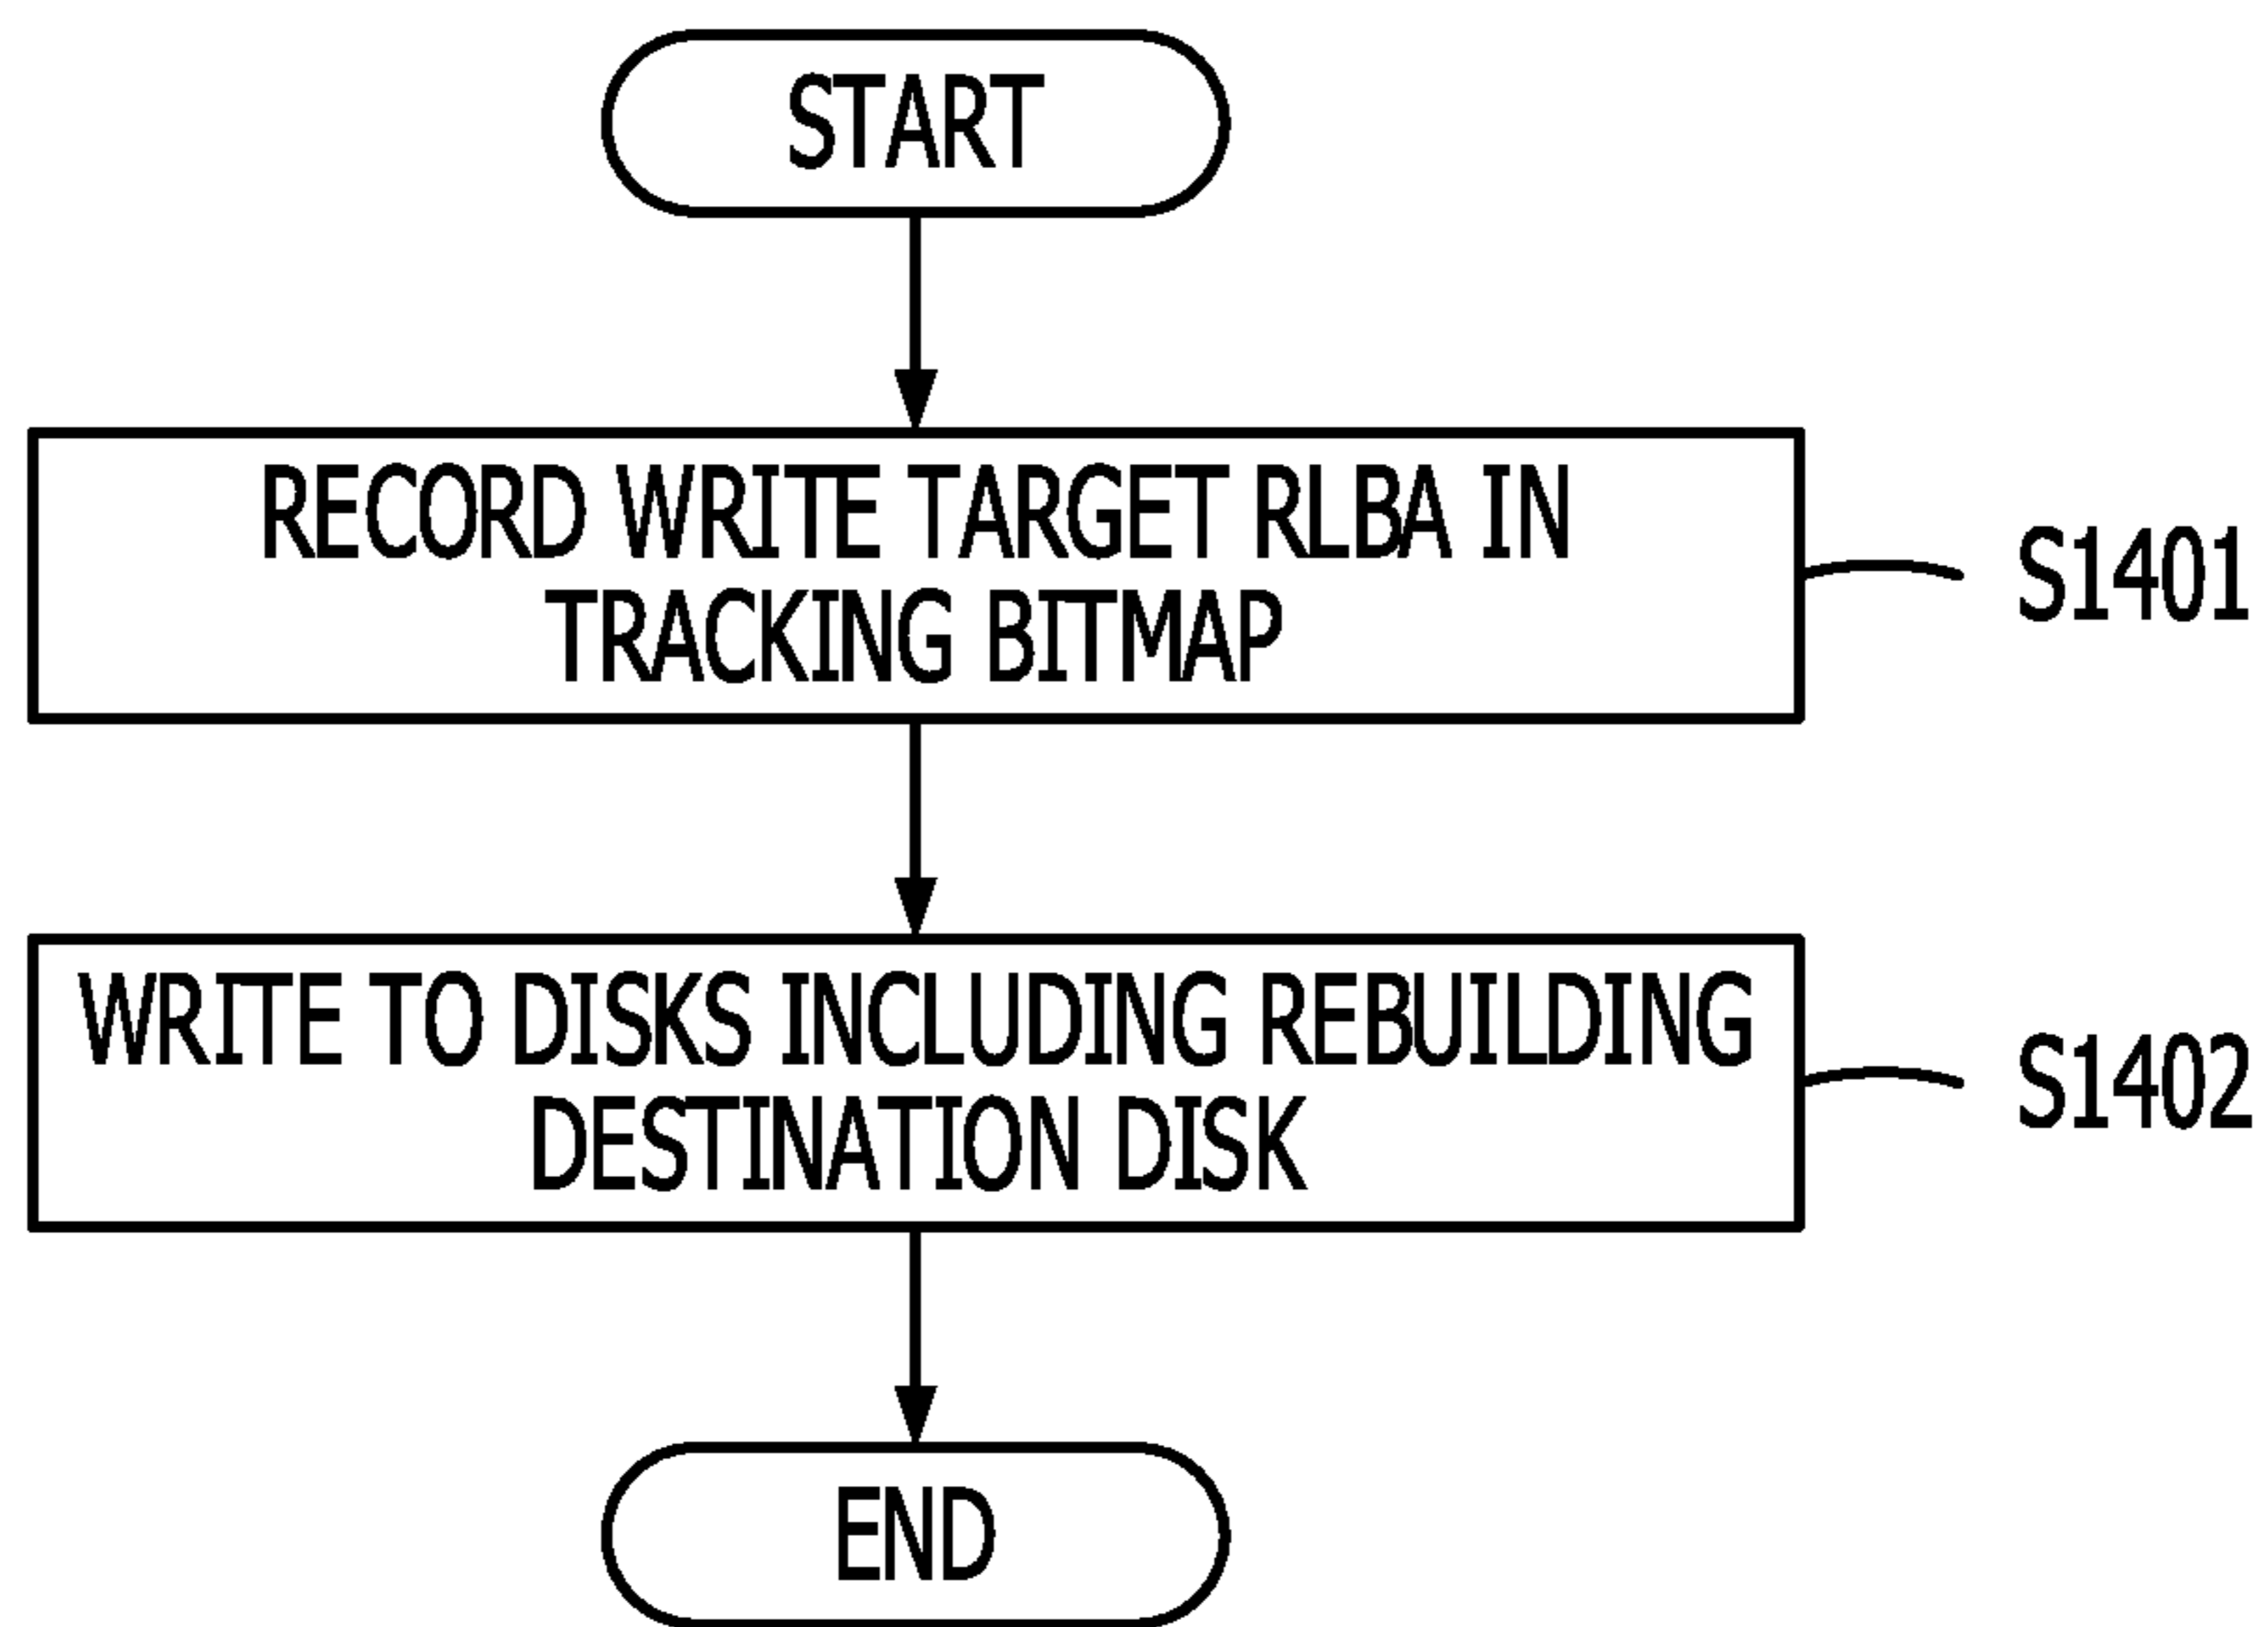 START
RECORD WRITE TARGET RLBA IN
TRACKING BITMAP
S1401
WRITE TO DISKS INCLUDING REBUILDING
DESTINATION DISK
S1402
END